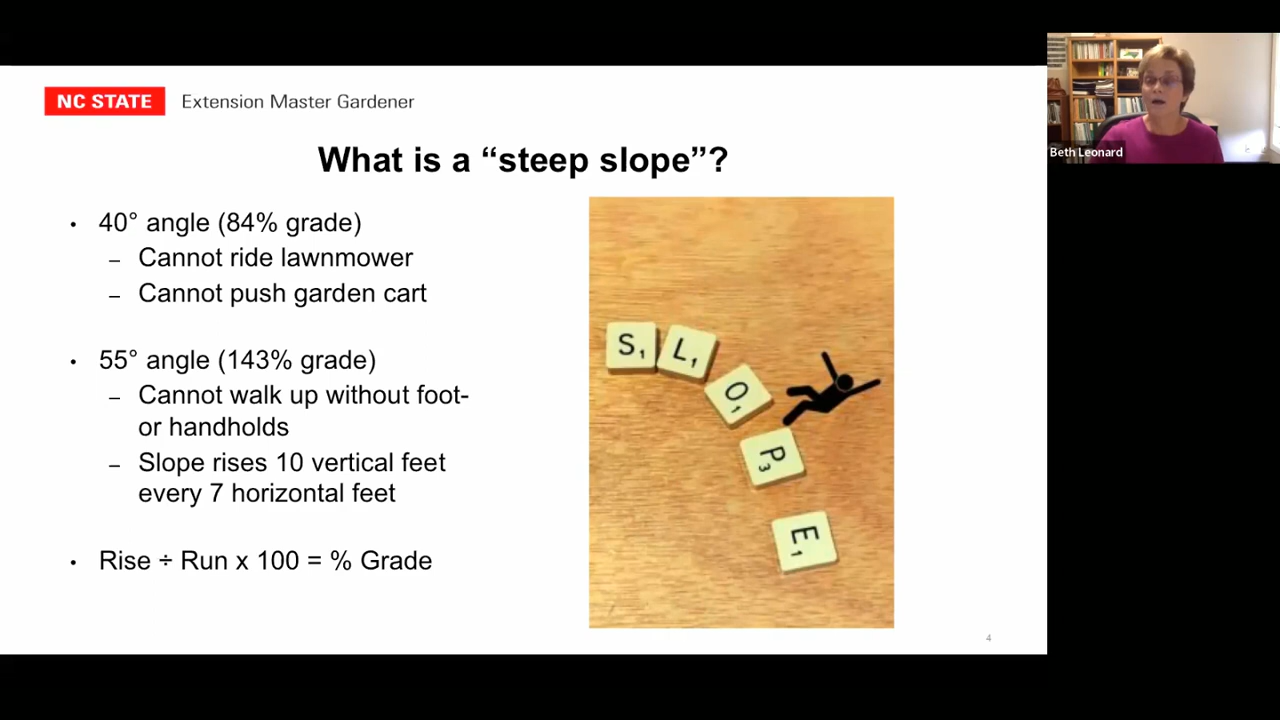 NC STATE Extension Master Gardener
What is a “steep slope”?
• 40° angle (84% grade)
– Cannot ride lawnmower
– Cannot push garden cart
• 55° angle (143% grade)
– Cannot walk up without foot-
or handholds
– Slope rises 10 vertical feet
every 7 horizontal feet
• Rise ÷ Run x 100 = % Grade
S1 L1 O1 P3 E1
4
Beth Leonard